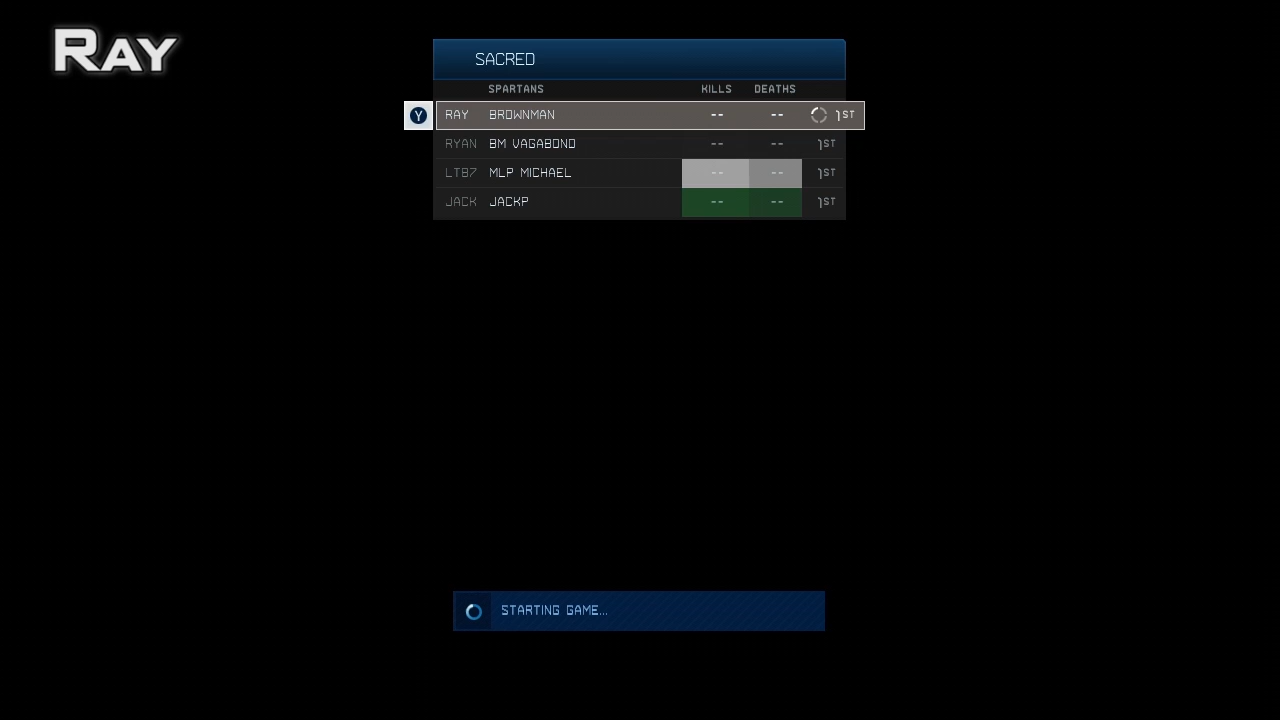 RAY
SACRED
SPARTANS KILLS DEATHS
Y RAY BROWNMAN -- -- 1ST
RYAN BM VAGABOND -- -- 1ST
LTB7 MLP MICHAEL -- -- 1ST
JACK JACKP -- -- 1ST
STARTING GAME...